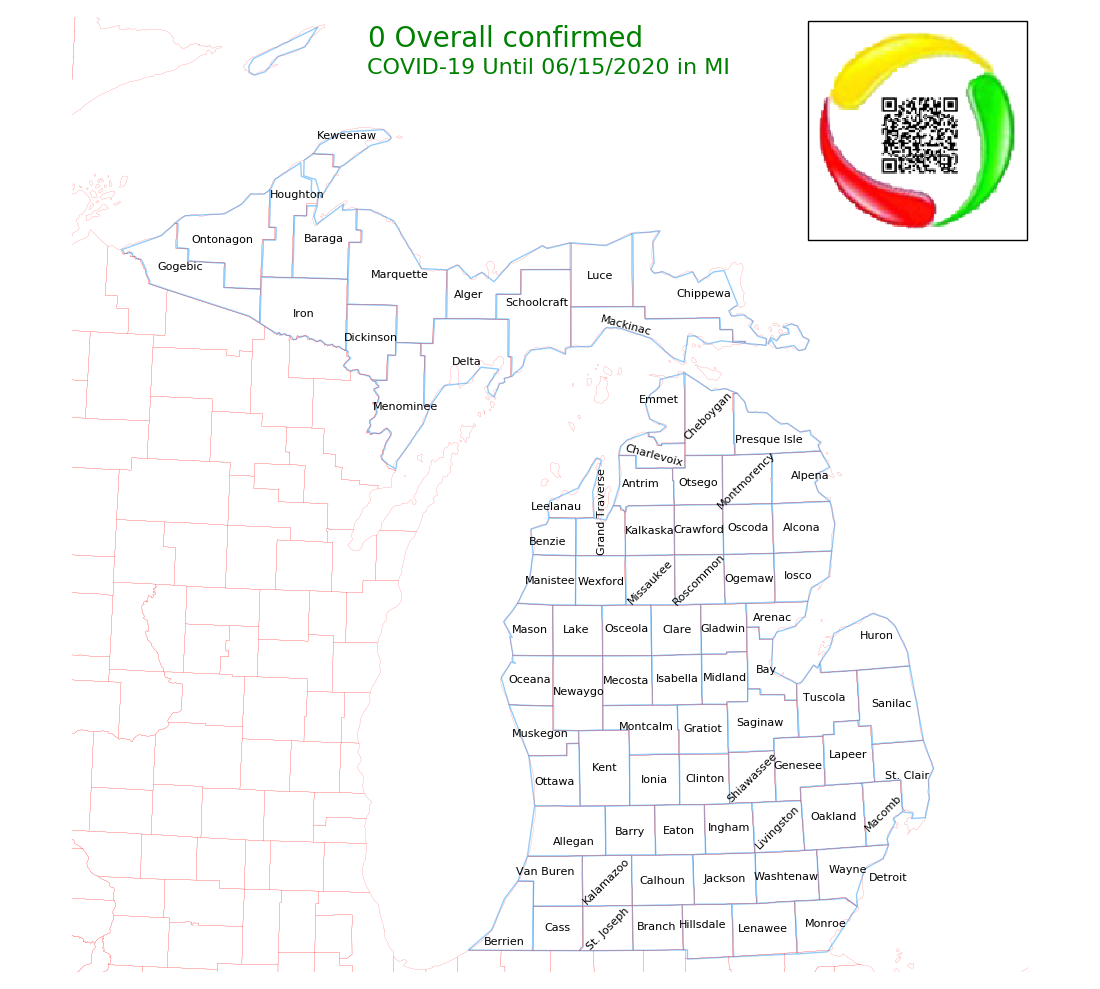 0 Overall confirmed
COVID-19 Until 06/15/2020 in MI
Keweenaw
Houghton
Ontonagon
Baraga
Gogebic
Marquette
Luce
Alger
Chippewa
Schoolcraft
Iron
Mackinac
Dickinson
Delta
Menominee
Emmet
Cheboygan
Presque Isle
Charlevoix
Antrim
Otsego
Montmorency
Alpena
Leelanau
Grand Traverse
Benzie
Kalkaska
Crawford
Oscoda
Alcona
Manistee
Wexford
Missaukee
Roscommon
Ogemaw
Iosco
Arenac
Mason
Lake
Osceola
Clare
Gladwin
Huron
Oceana
Newaygo
Mecosta
Isabella
Midland
Bay
Tuscola
Sanilac
Muskegon
Montcalm
Gratiot
Saginaw
Ottawa
Kent
Ionia
Clinton
Shiawassee
Genesee
Lapeer
St. Clair
Allegan
Barry
Eaton
Ingham
Livingston
Oakland
Macomb
Van Buren
Kalamazoo
Calhoun
Jackson
Washtenaw
Wayne
Detroit
Berrien
Cass
St. Joseph
Branch
Hillsdale
Lenawee
Monroe